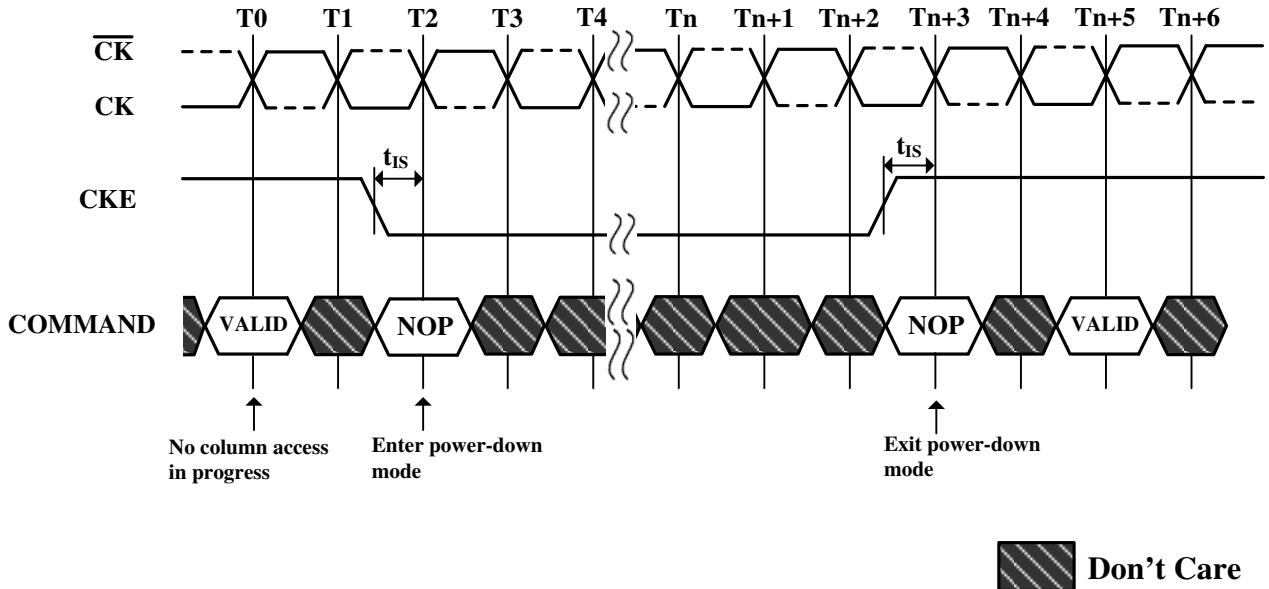 T0 T1 T2 T3 T4 Tn Tn+1 Tn+2 Tn+3 Tn+4 Tn+5 Tn+6
CK
CK
tIS tIS
CKE
COMMAND VALID NOP NOP VALID
No column access
in progress
Enter power-down
mode
Exit power-down
mode
Don't Care